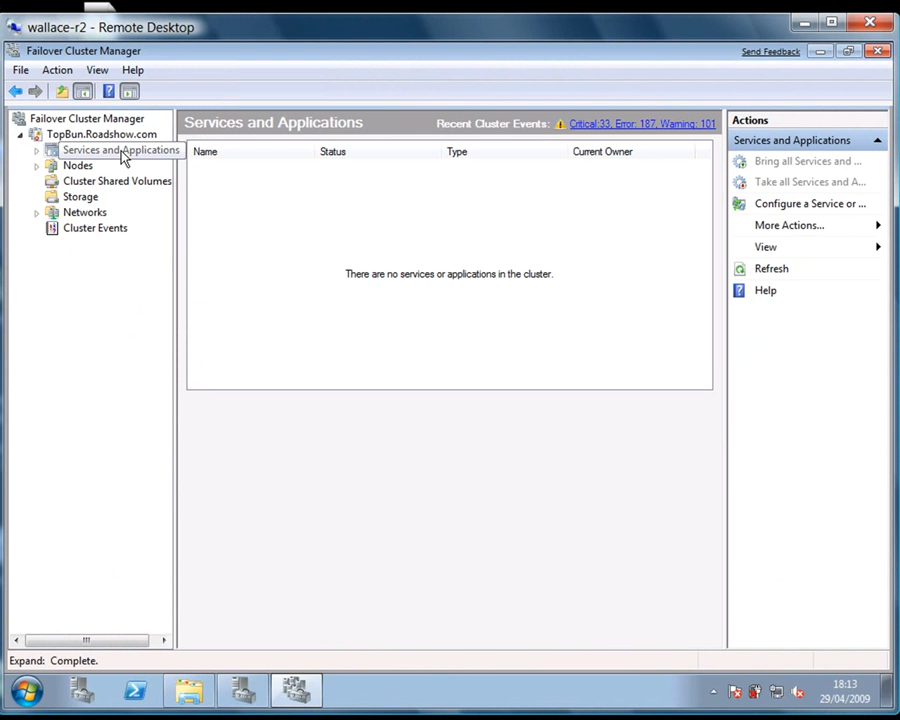 wallace-r2 - Remote Desktop
Failover Cluster Manager
Send Feedback
File Action View Help
Failover Cluster Manager
TopBun.Roadshow.com
Services and Applications
Nodes
Cluster Shared Volumes
Storage
Networks
Cluster Events
Services and Applications
Recent Cluster Events: Critical:33, Error: 187, Warning: 101
Name Status Type Current Owner
There are no services or applications in the cluster.
Actions
Services and Applications
Bring all Services and ...
Take all Services and A...
Configure a Service or ...
More Actions...
View
Refresh
Help
Expand: Complete.
18:13
29/04/2009